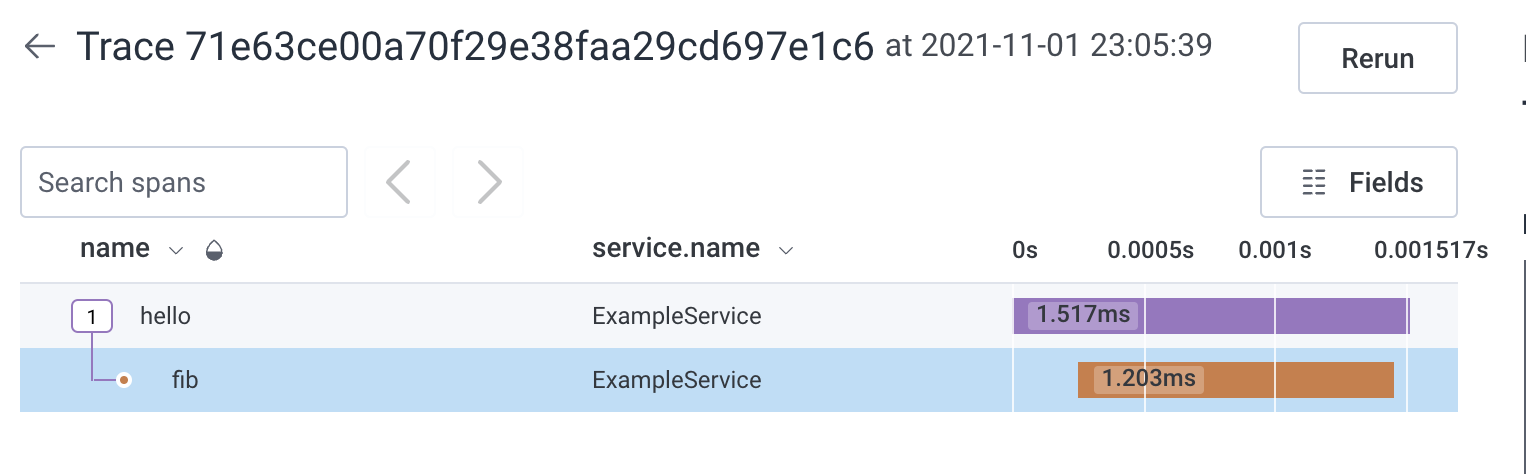 Trace 71e63ce00a70f29e38faa29cd697e1c6 at 2021-11-01 23:05:39
Rerun
Search spans
Fields
name service.name 0s 0.0005s 0.001s 0.001517s
1 hello ExampleService 1.517ms
fib ExampleService 1.203ms